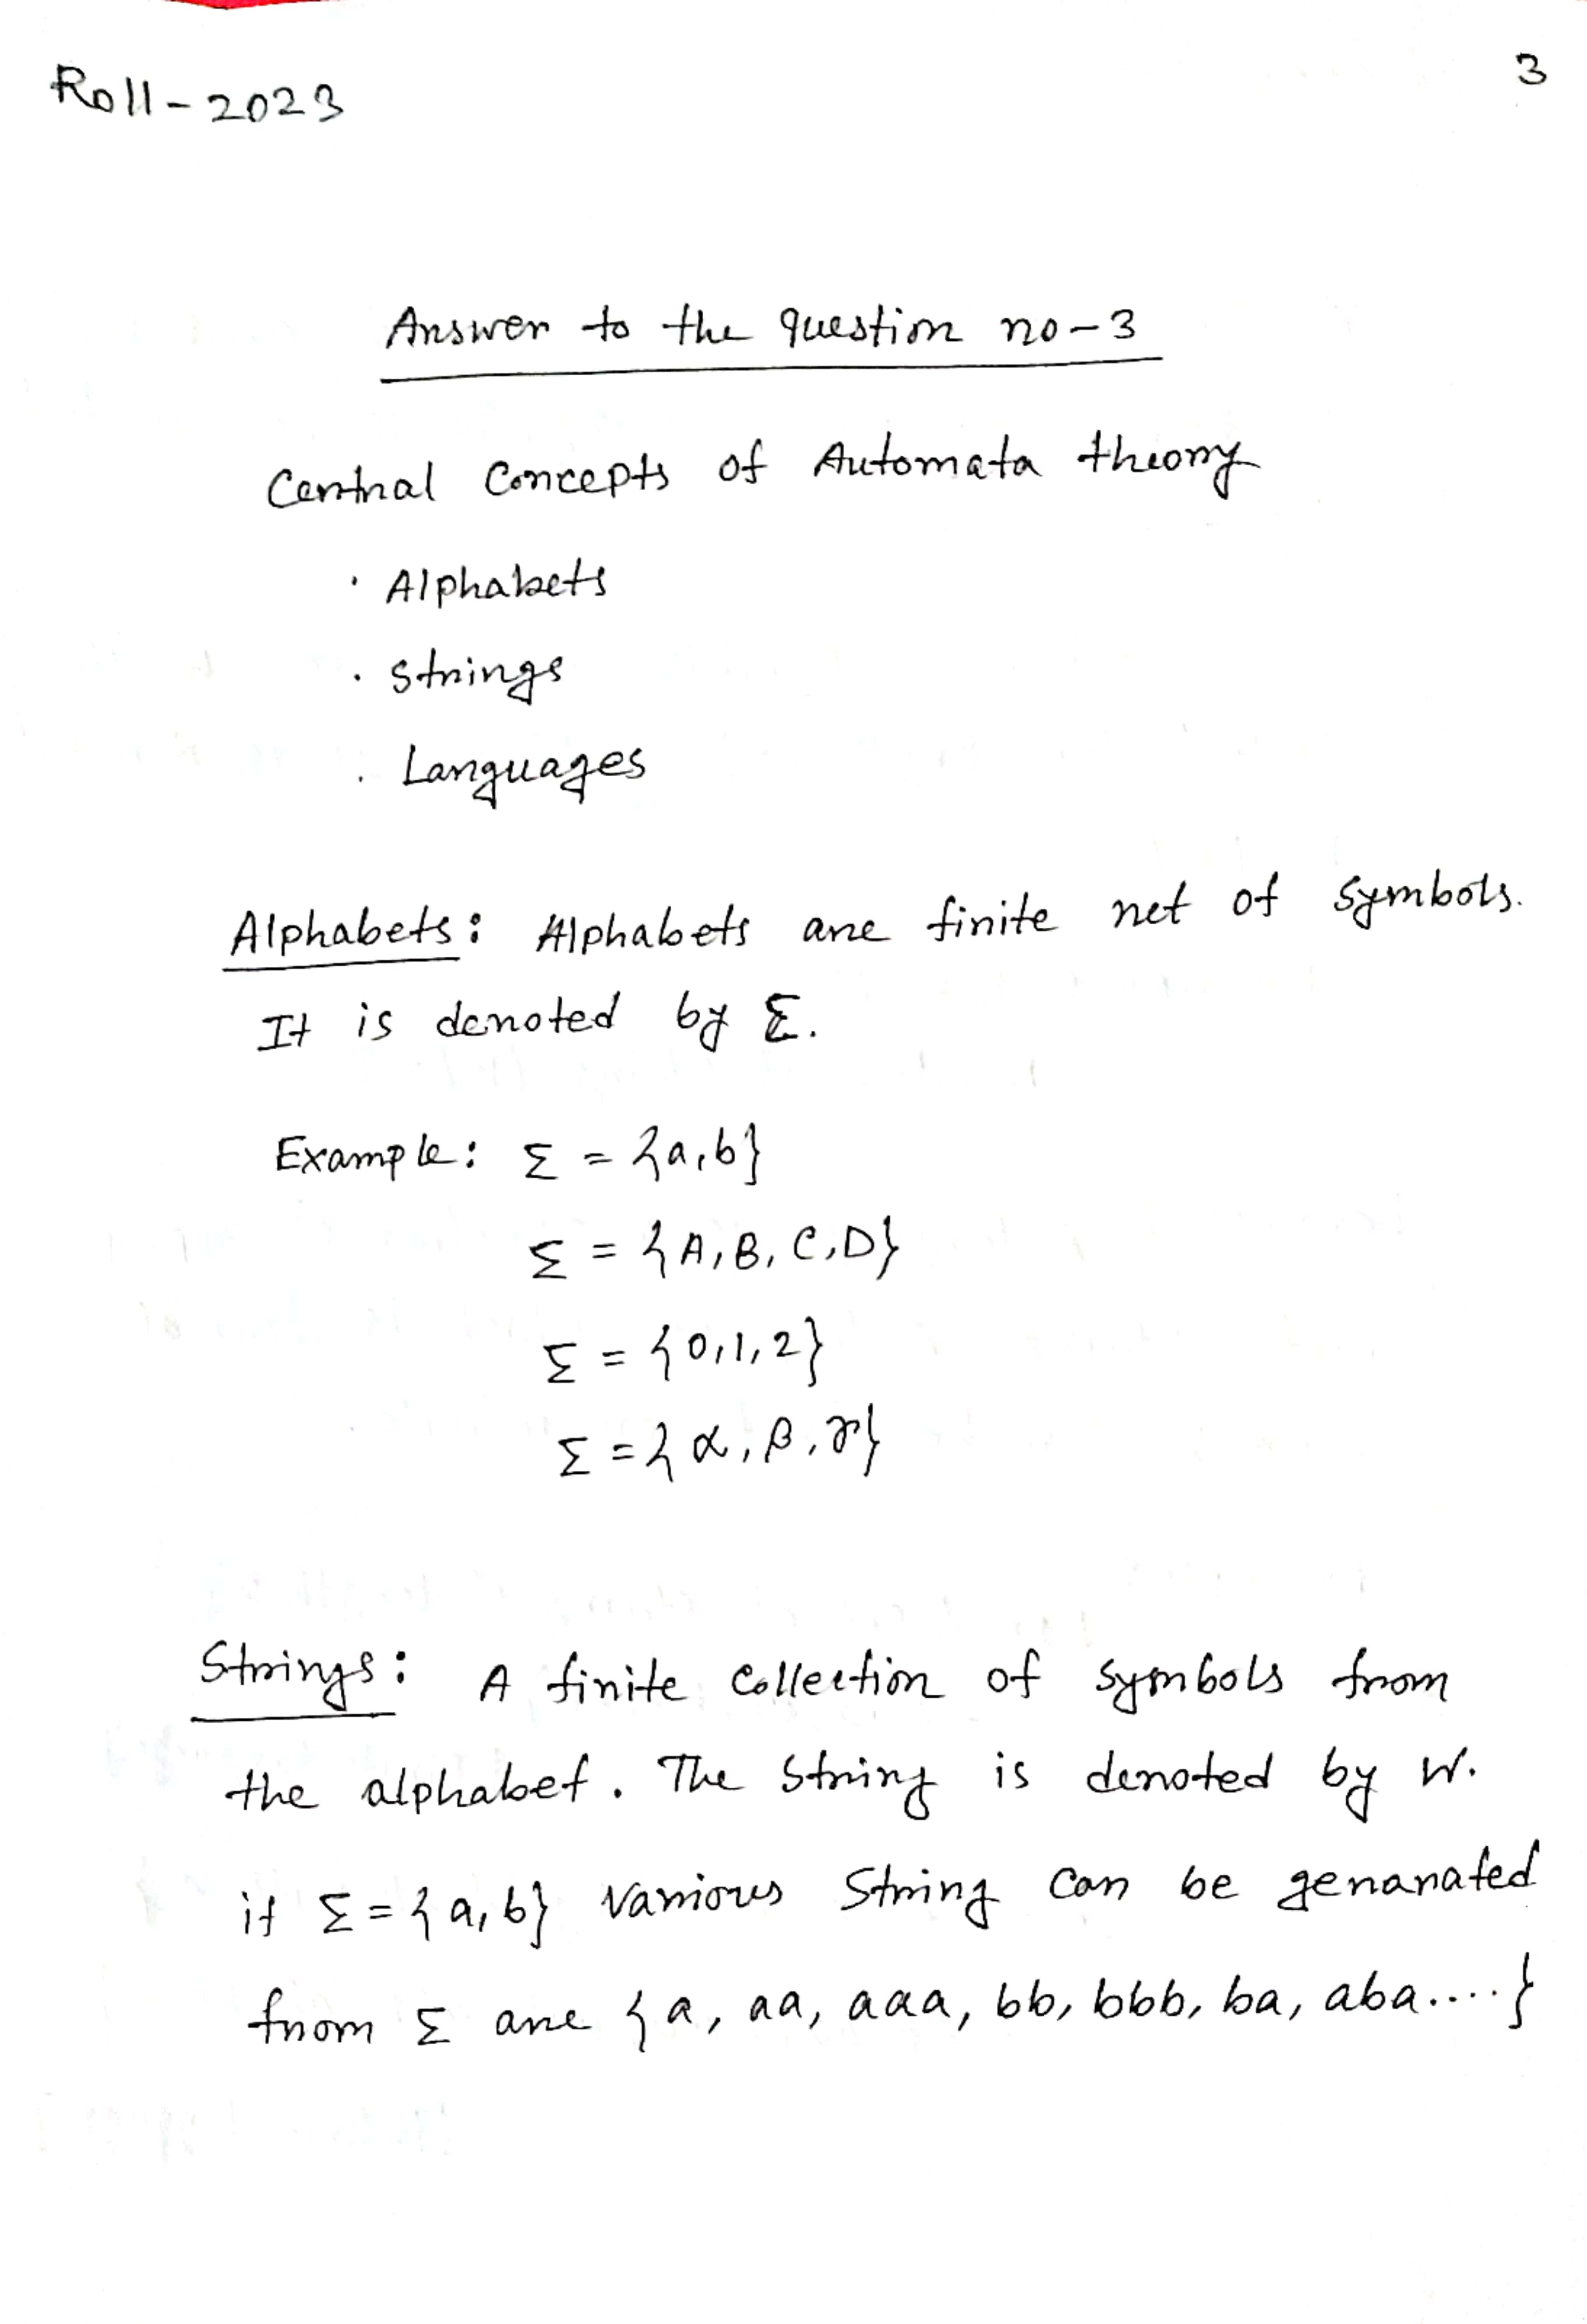 Roll-2023
3
Answer to the question no-3
Central Concepts of Automata theory
· Alphabets
· Strings
· Languages
Alphabets: Alphabets are finite net of symbols.
It is denoted by Σ.
Example: Σ = {a,b}
Σ = {A, B, C, D}
Σ = {0,1,2}
Σ = {α, β, γ}
Strings: A finite collection of symbols from
the alphabet. The String is denoted by W.
if Σ = {a,b} various String can be genarated
from Σ are {a, aa, aaa, bb, bbb, ba, aba....}